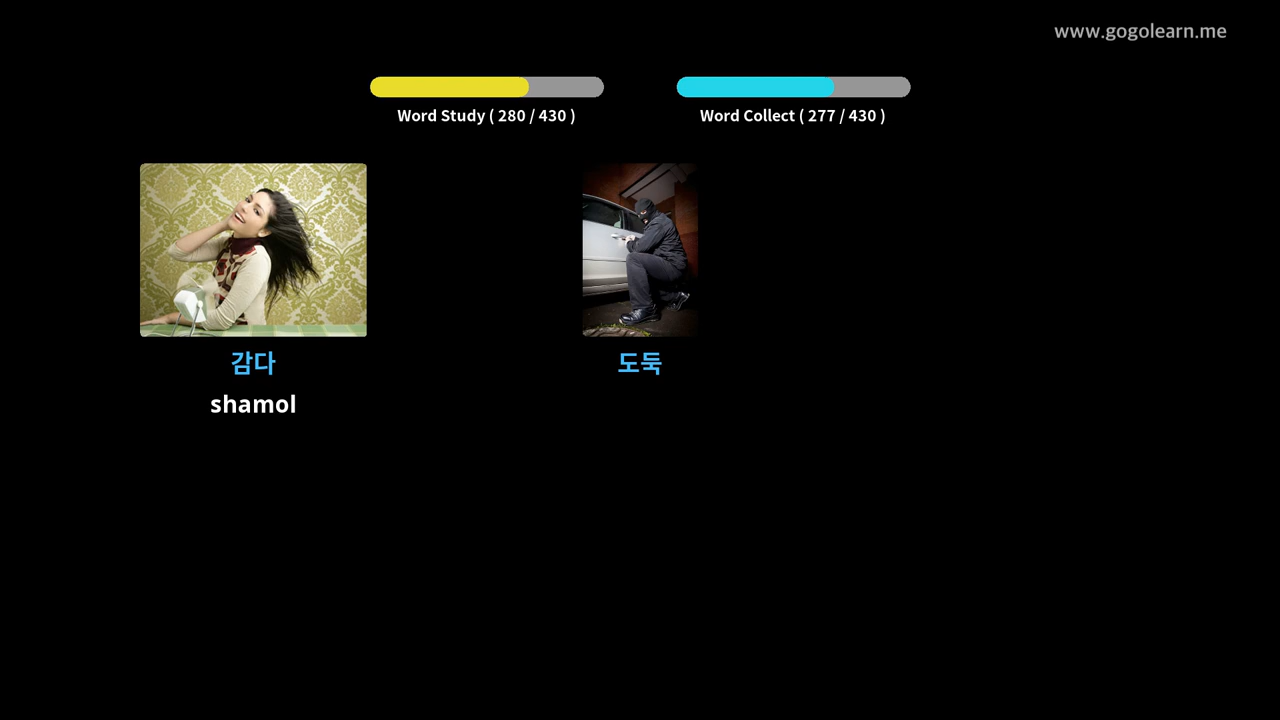 www.gogolearn.me
Word Study ( 280 / 430 )
Word Collect ( 277 / 430 )
감다
도둑
shamol